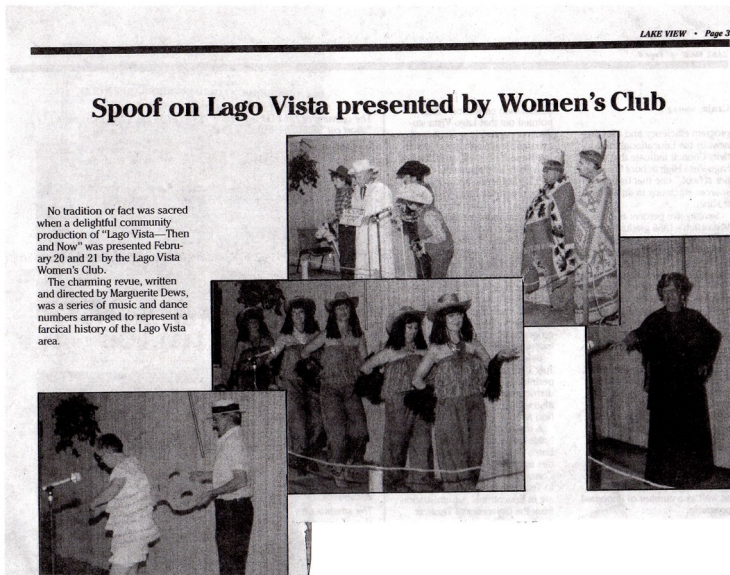 LAKE VIEW • Page 3
Spoof on Lago Vista presented by Women's Club
No tradition or fact was sacred
when a delightful community
production of "Lago Vista—Then
and Now" was presented Febru-
ary 20 and 21 by the Lago Vista
Women's Club.
The charming revue, written
and directed by Marguerite Dews,
was a series of music and dance
numbers arranged to represent a
farcical history of the Lago Vista
area.